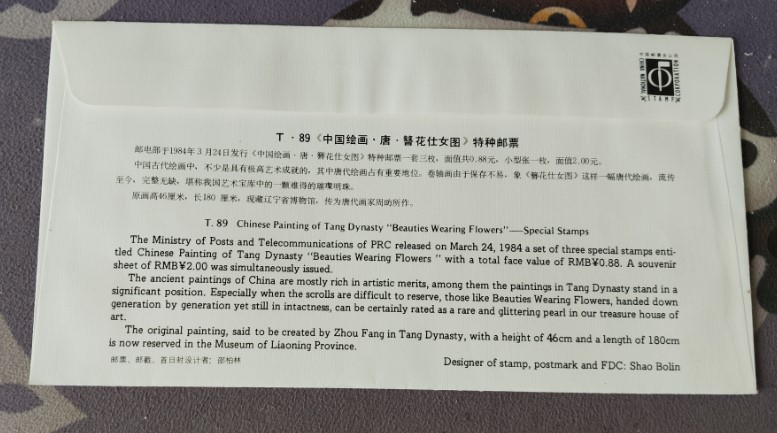 中国邮票总公司
CHINA NATIONAL
STAMP
CORPORATION
T·89《中国绘画·唐·簪花仕女图》特种邮票
邮电部于1984年3月24日发行《中国绘画·唐·簪花仕女图》特种邮票一套三枚，面值共0.88元，小型张一枚，面值2.00元。
中国古代绘画中，不少是具有极高艺术成就的，其中唐代绘画占有重要地位。卷轴画由于保存不易，象《簪花仕女图》这样一幅唐代绘画，流传
至今，完整无缺，堪称我国艺术宝库中的一颗难得的璀璨明珠。
原画高46厘米，长180厘米，现藏辽宁省博物馆，传为唐代画家周昉所作。
T. 89 Chinese Painting of Tang Dynasty "Beauties Wearing Flowers"—Special Stamps
The Ministry of Posts and Telecommunications of PRC released on March 24, 1984 a set of three special stamps enti-
tled Chinese Painting of Tang Dynasty "Beauties Wearing Flowers " with a total face value of RMB¥0.88. A souvenir
sheet of RMB¥2.00 was simultaneously issued.
The ancient paintings of China are mostly rich in artistic merits, among them the paintings in Tang Dynasty stand in a
significant position. Especially when the scrolls are difficult to reserve, those like Beauties Wearing Flowers, handed down
generation by generation yet still in intactness, can be certainly rated as a rare and glittering pearl in our treasure house of
art.
The original painting, said to be created by Zhou Fang in Tang Dynasty, with a height of 46cm and a length of 180cm
is now reserved in the Museum of Liaoning Province.
邮票、邮戳、首日封设计者：邵柏林
Designer of stamp, postmark and FDC: Shao Bolin